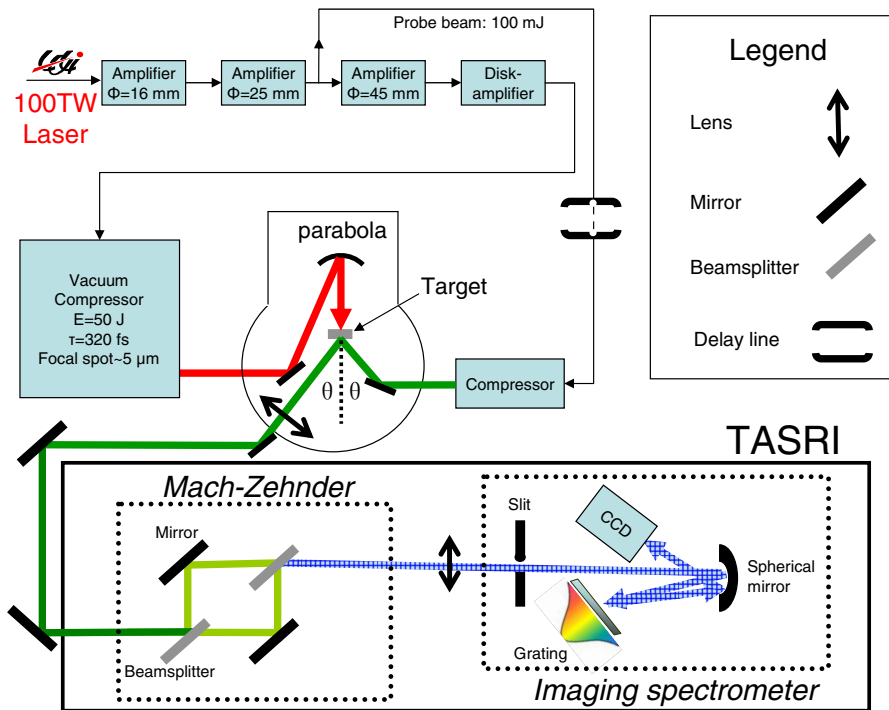 Probe beam: 100 mJ
100TW
Laser
Amplifier
Φ=16 mm
Amplifier
Φ=25 mm
Amplifier
Φ=45 mm
Disk-
amplifier
Legend
Lens
Mirror
Beamsplitter
Delay line
Vacuum
Compressor
E=50 J
τ=320 fs
Focal spot~5 µm
parabola
Target
θ
θ
Compressor
TASRI
Mach-Zehnder
Mirror
Beamsplitter
Slit
CCD
Spherical
mirror
Grating
Imaging spectrometer